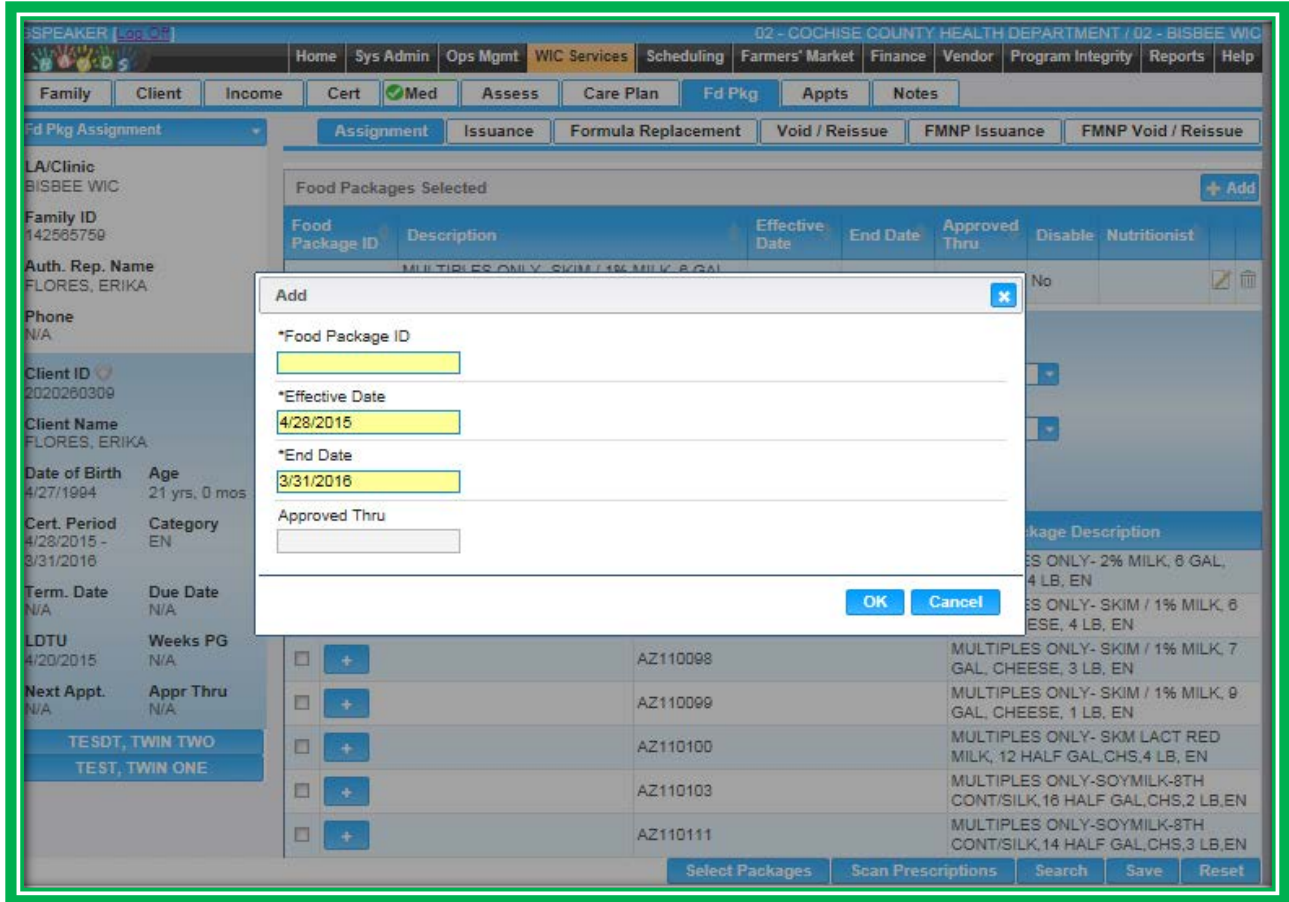 SSPEAKER [Log Off]
02 - COCHISE COUNTY HEALTH DEPARTMENT / 02 - BISBEE WIC
HANDS
Home Sys Admin Ops Mgmt WIC Services Scheduling Farmers' Market Finance Vendor Program Integrity Reports Help
Family Client Income Cert Med Assess Care Plan Fd Pkg Appts Notes
Fd Pkg Assignment
Assignment Issuance Formula Replacement Void / Reissue FMNP Issuance FMNP Void / Reissue
LA/Clinic
BISBEE WIC
Family ID
142565759
Auth. Rep. Name
FLORES, ERIKA
Phone
N/A
Client ID
2020260309
Client Name
FLORES, ERIKA
Date of Birth Age
4/27/1994 21 yrs, 0 mos
Cert. Period Category
4/28/2015 - EN
3/31/2016
Term. Date Due Date
N/A N/A
LDTU Weeks PG
4/20/2015 N/A
Next Appt. Appr Thru
N/A N/A
TESDT, TWIN TWO
TEST, TWIN ONE
Food Packages Selected
+ Add
Food Package ID Description Effective Date End Date Approved Thru Disable Nutritionist
MULTIPLES ONLY- SKIM / 1% MILK, 6 GAL,
No
Add
*Food Package ID
*Effective Date
4/28/2015
*End Date
3/31/2016
Approved Thru
OK Cancel
kage Description
ES ONLY- 2% MILK, 6 GAL,
4 LB, EN
ES ONLY- SKIM / 1% MILK, 6
ESE, 4 LB, EN
+ AZ110098 MULTIPLES ONLY- SKIM / 1% MILK, 7
GAL, CHEESE, 3 LB, EN
+ AZ110099 MULTIPLES ONLY- SKIM / 1% MILK, 9
GAL, CHEESE, 1 LB, EN
+ AZ110100 MULTIPLES ONLY- SKM LACT RED
MILK, 12 HALF GAL,CHS,4 LB, EN
+ AZ110103 MULTIPLES ONLY-SOYMILK-8TH
CONT/SILK,16 HALF GAL,CHS,2 LB,EN
+ AZ110111 MULTIPLES ONLY-SOYMILK-8TH
CONT/SILK,14 HALF GAL,CHS,3 LB,EN
Select Packages Scan Prescriptions Search Save Reset